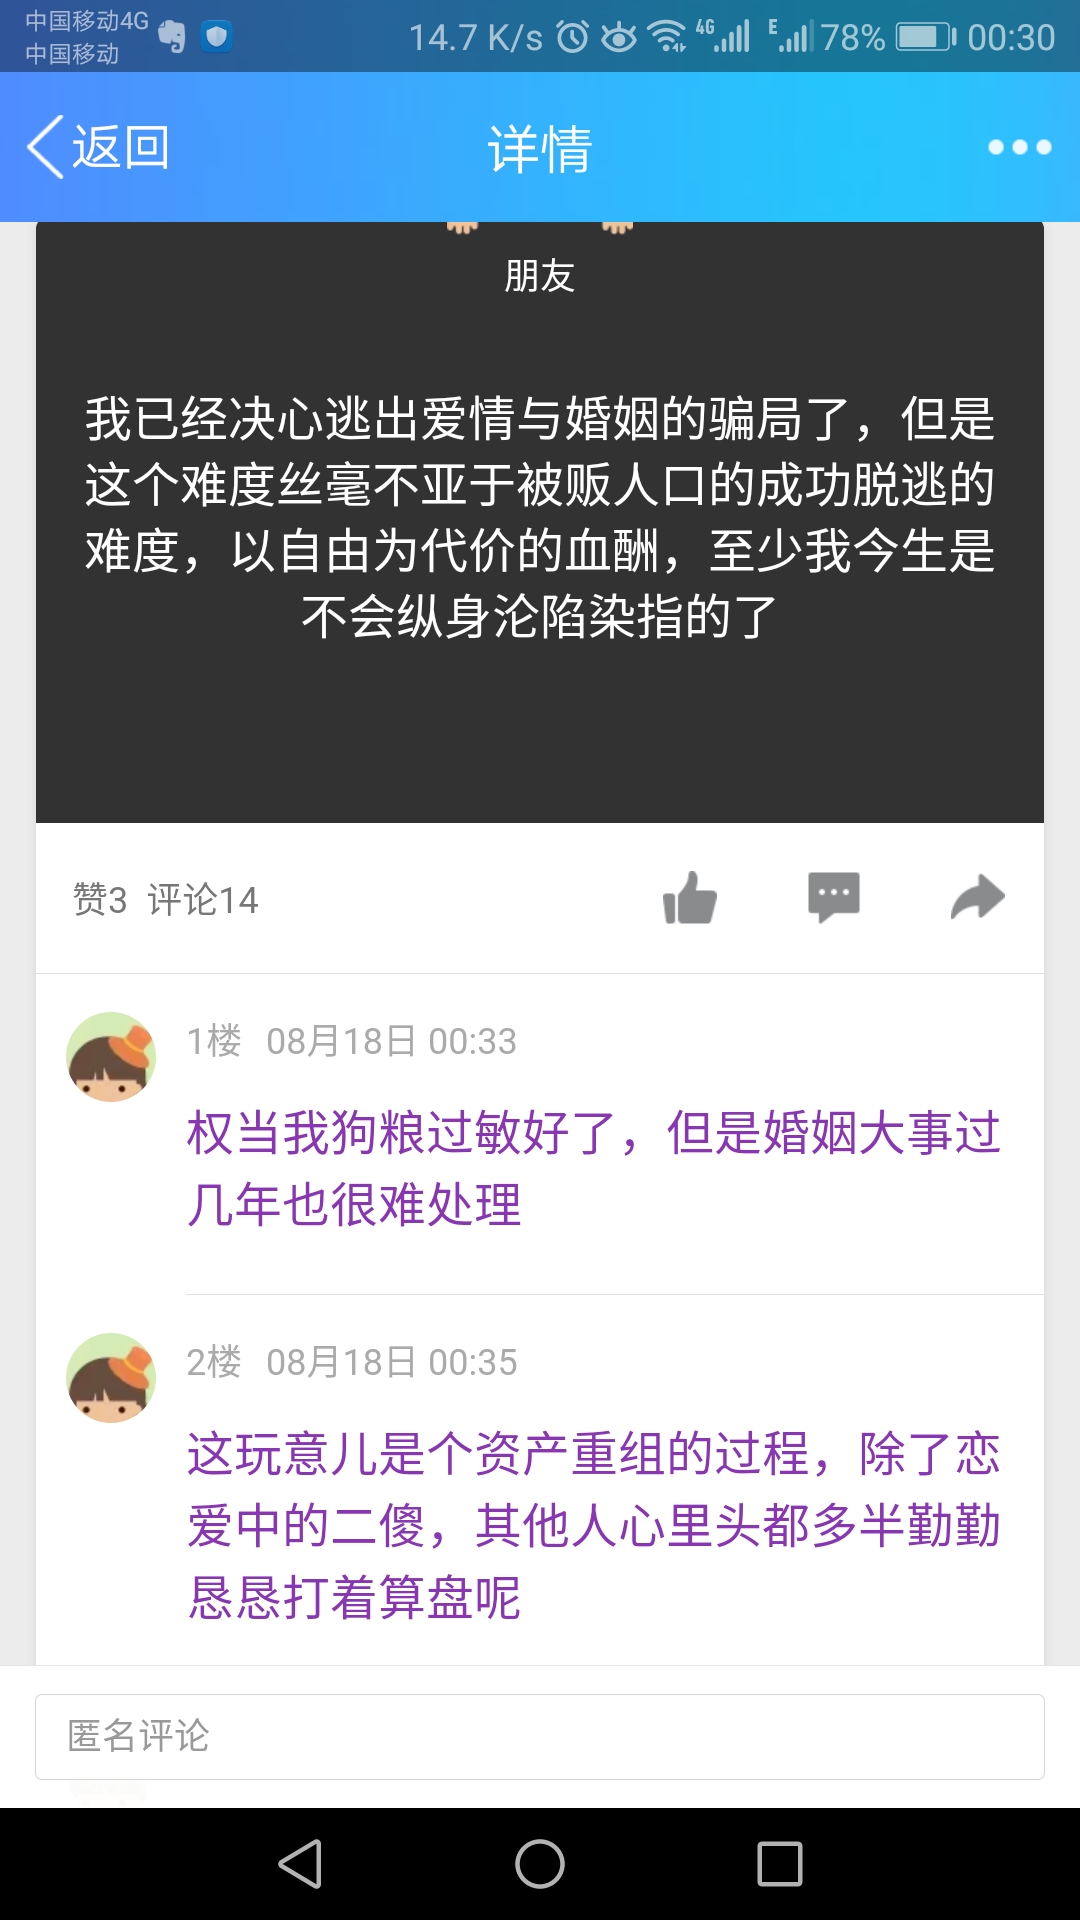 中国移动4G
中国移动
14.7 K/s 4G E 78% 00:30
返回 详情
朋友
我已经决心逃出爱情与婚姻的骗局了，但是
这个难度丝毫不亚于被贩人口的成功脱逃的
难度，以自由为代价的血酬，至少我今生是
不会纵身沦陷染指的了
赞3 评论14
1楼 08月18日 00:33
权当我狗粮过敏好了，但是婚姻大事过
几年也很难处理
2楼 08月18日 00:35
这玩意儿是个资产重组的过程，除了恋
爱中的二傻，其他人心里头都多半勤勤
恳恳打着算盘呢
匿名评论